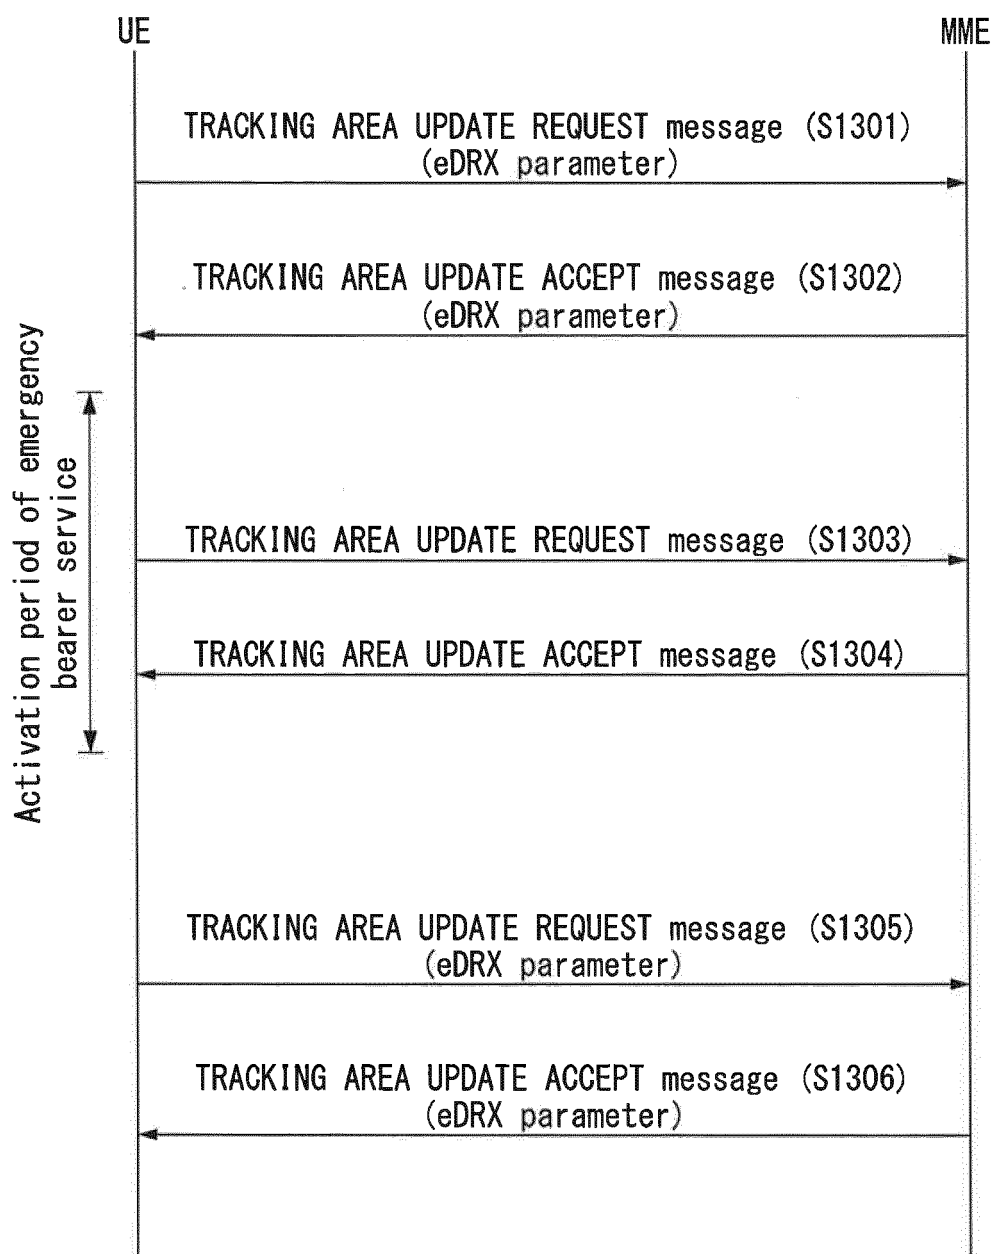 UE
MME
TRACKING AREA UPDATE REQUEST message (S1301)
(eDRX parameter)
TRACKING AREA UPDATE ACCEPT message (S1302)
(eDRX parameter)
Activation period of emergency
bearer service
TRACKING AREA UPDATE REQUEST message (S1303)
TRACKING AREA UPDATE ACCEPT message (S1304)
TRACKING AREA UPDATE REQUEST message (S1305)
(eDRX parameter)
TRACKING AREA UPDATE ACCEPT message (S1306)
(eDRX parameter)